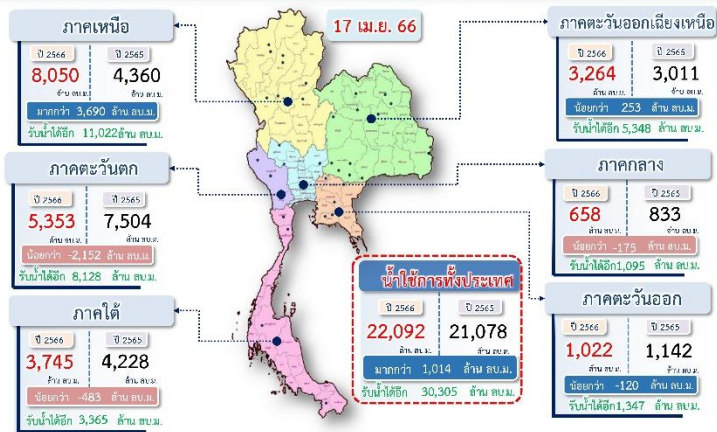 17 เม.ย. 66
ภาคเหนือ
ปี 2566 ปี 2565
8,050 4,360
ล้าน ลบ.ม. ล้าน ลบ.ม.
มากกว่า 3,690 ล้าน ลบ.ม.
รับน้ำได้อีก 11,022 ล้าน ลบ.ม.
ภาคตะวันออกเฉียงเหนือ
ปี 2566 ปี 2565
3,264 3,011
ล้าน ลบ.ม. ล้าน ลบ.ม.
น้อยกว่า 253 ล้าน ลบ.ม.
รับน้ำได้อีก 5,348 ล้าน ลบ.ม.
ภาคตะวันตก
ปี 2566 ปี 2565
5,353 7,504
ล้าน ลบ.ม. ล้าน ลบ.ม.
น้อยกว่า -2,152 ล้าน ลบ.ม.
รับน้ำได้อีก 8,128 ล้าน ลบ.ม.
ภาคกลาง
ปี 2566 ปี 2565
658 833
ล้าน ลบ.ม. ล้าน ลบ.ม.
น้อยกว่า -175 ล้าน ลบ.ม.
รับน้ำได้อีก1,095 ล้าน ลบ.ม.
ภาคใต้
ปี 2566 ปี 2565
3,745 4,228
ล้าน ลบ.ม. ล้าน ลบ.ม.
น้อยกว่า -483 ล้าน ลบ.ม.
รับน้ำได้อีก 3,365 ล้าน ลบ.ม.
น้ำใช้การทั้งประเทศ
ปี 2566 ปี 2565
22,092 21,078
ล้าน ลบ.ม. ล้าน ลบ.ม.
มากกว่า 1,014 ล้าน ลบ.ม.
รับน้ำได้อีก 30,305 ล้าน ลบ.ม.
ภาคตะวันออก
ปี 2566 ปี 2565
1,022 1,142
ล้าน ลบ.ม. ล้าน ลบ.ม.
น้อยกว่า -120 ล้าน ลบ.ม.
รับน้ำได้อีก1,347 ล้าน ลบ.ม.